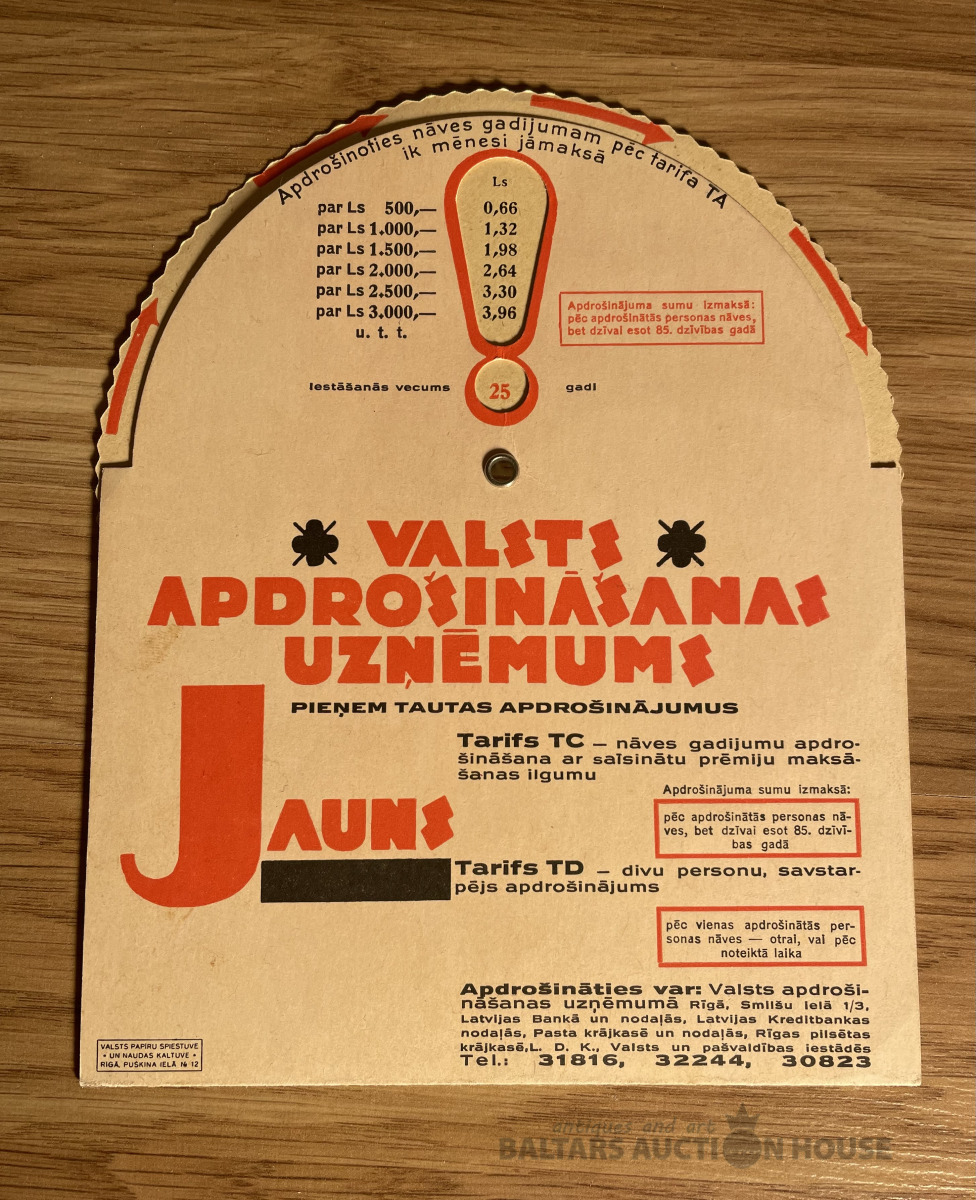 Apdrošinoties nāves gadijumam pēc tarifa TA
ik mēnesi jāmaksā
Ls
par Ls 500,— 0,66
par Ls 1.000,— 1,32
par Ls 1.500,— 1,98
par Ls 2.000,— 2,64
par Ls 2.500,— 3,30
par Ls 3.000,— 3,96
u. t. t.
Apdrošinājuma sumu izmaksā:
pēc apdrošinātās personas nāves,
bet dzīvai esot 85. dzīvības gadā
Iestāšanās vecums 25 gadi
VALSTS
APDROŠINĀŠANAS
UZŅĒMUMS
PIEŅEM TAUTAS APDROŠINĀJUMUS
JAUNS
Tarifs TC — nāves gadijumu apdro-
šināšana ar saīsinātu prēmiju maksā-
šanas ilgumu
Apdrošinājuma sumu izmaksā:
pēc apdrošinātās personas nā-
ves, bet dzīvai esot 85. dzīvī-
bas gadā
Tarifs TD — divu personu, savstar-
pējs apdrošinājums
pēc vienas apdrošinātās per-
sonas nāves — otrai, vai pēc
noteiktā laika
Apdrošināties var: Valsts apdroši-
nāšanas uzņēmumā Rīgā, Smilšu ielā 1/3,
Latvijas Bankā un nodaļās, Latvijas Kreditbankas
nodaļās, Pasta krājkasē un nodaļās, Rīgas pilsētas
krājkasē,L. D. K., Valsts un pašvaldības iestādēs
Tel.: 31816, 32244, 30823
VALSTS PAPĪRU SPIESTUVE
• UN NAUDAS KALTUVE •
RĪGĀ, PUŠKINA IELĀ № 12
antiques and art
BALTARS AUCTION HOUSE